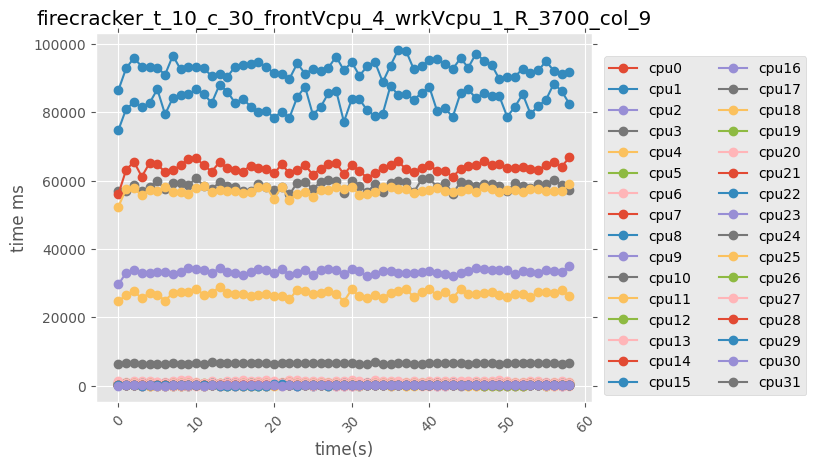 firecracker_t_10_c_30_frontVcpu_4_wrkVcpu_1_R_3700_col_9
time ms
100000
80000
60000
40000
20000
0
0
10
20
30
40
50
60
time(s)
cpu0
cpu1
cpu2
cpu3
cpu4
cpu5
cpu6
cpu7
cpu8
cpu9
cpu10
cpu11
cpu12
cpu13
cpu14
cpu15
cpu16
cpu17
cpu18
cpu19
cpu20
cpu21
cpu22
cpu23
cpu24
cpu25
cpu26
cpu27
cpu28
cpu29
cpu30
cpu31